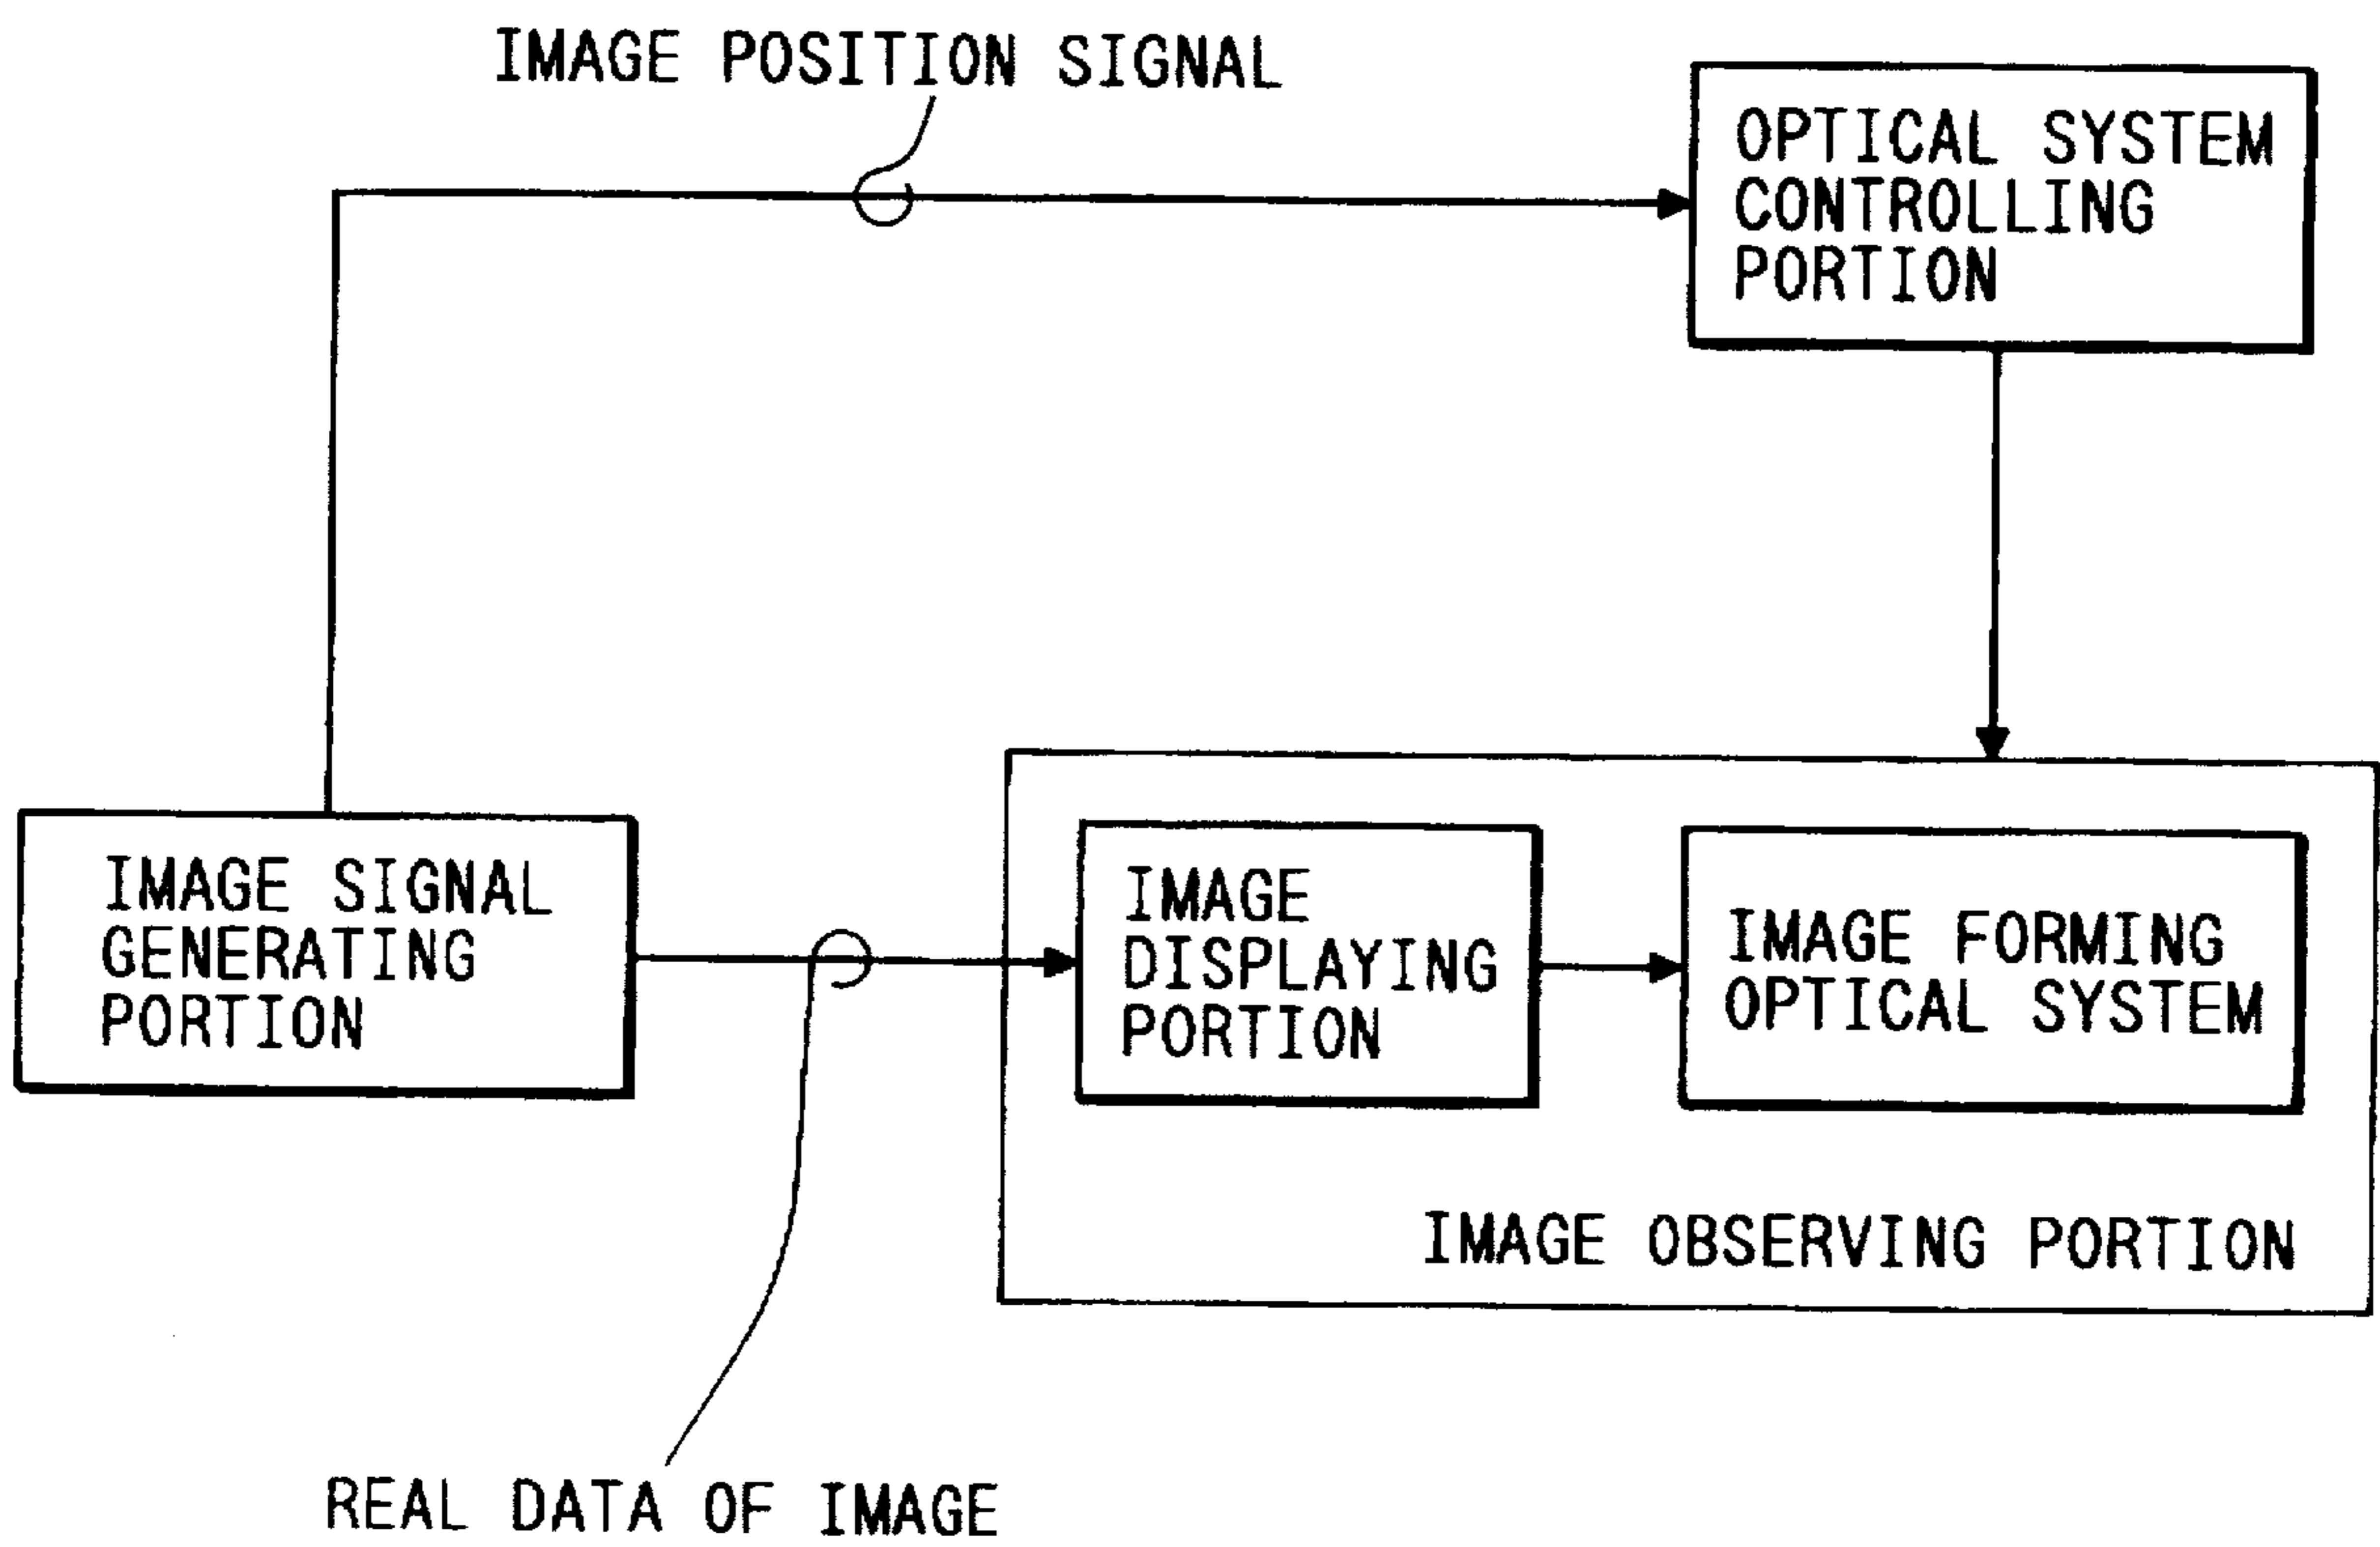 IMAGE POSITION SIGNAL
OPTICAL SYSTEM
CONTROLLING
PORTION
IMAGE SIGNAL
GENERATING
PORTION
IMAGE
DISPLAYING
PORTION
IMAGE FORMING
OPTICAL SYSTEM
IMAGE OBSERVING PORTION
REAL DATA OF IMAGE